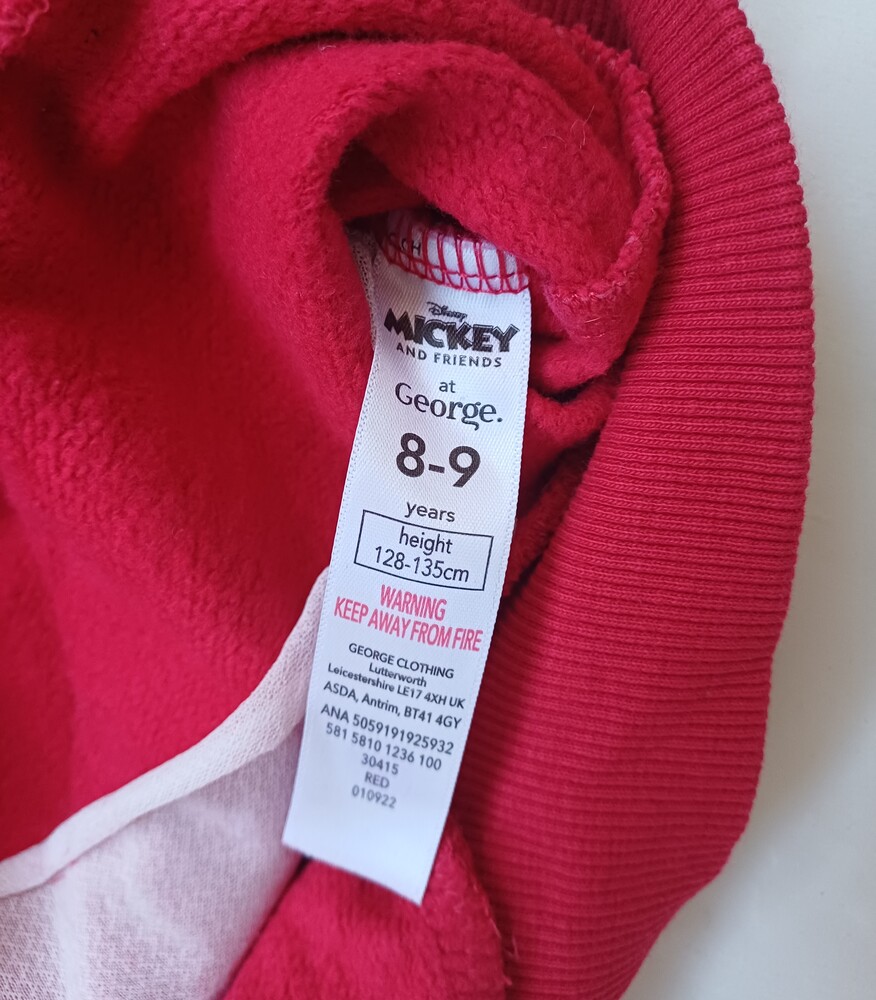 Disney
MICKEY
AND FRIENDS
at
George.
8-9
years
height
128-135cm
WARNING
KEEP AWAY FROM FIRE
GEORGE CLOTHING
Lutterworth
Leicestershire LE17 4XH UK
ASDA, Antrim, BT41 4GY
ANA 5059191925932
581 5810 1236 100
30415
RED
010922